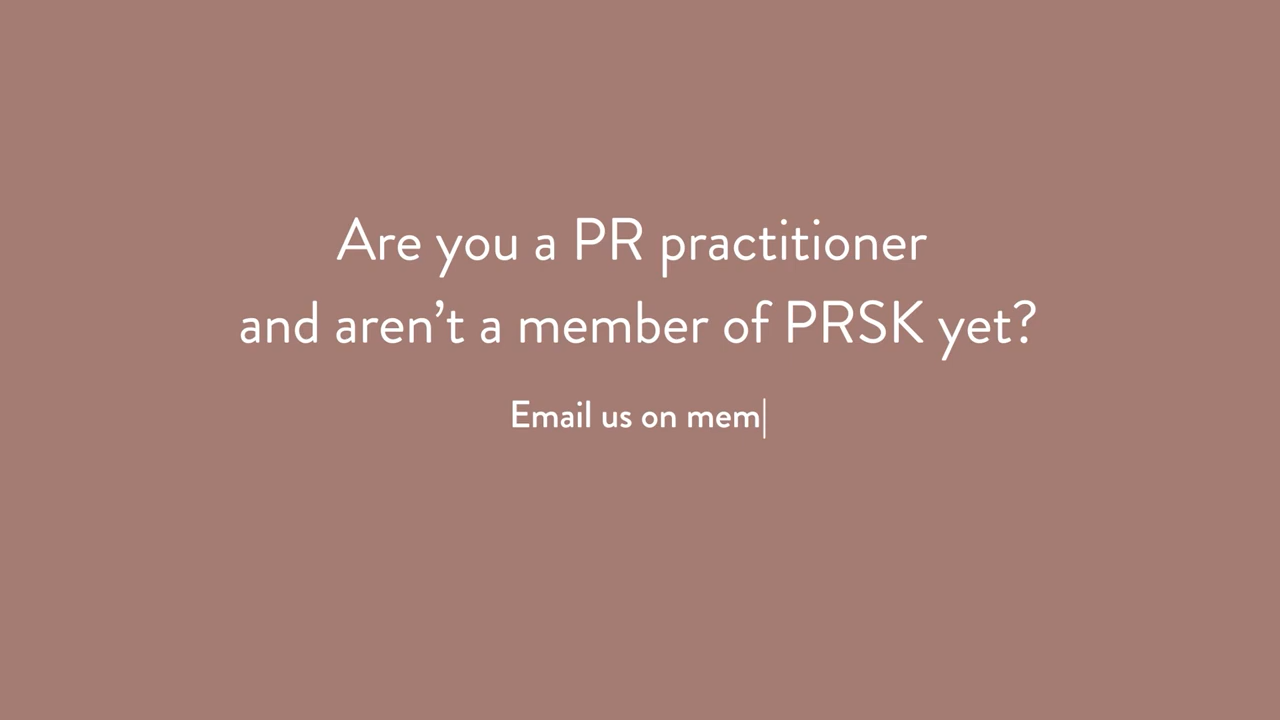 Are you a PR practitioner
and aren’t a member of PRSK yet?
Email us on mem